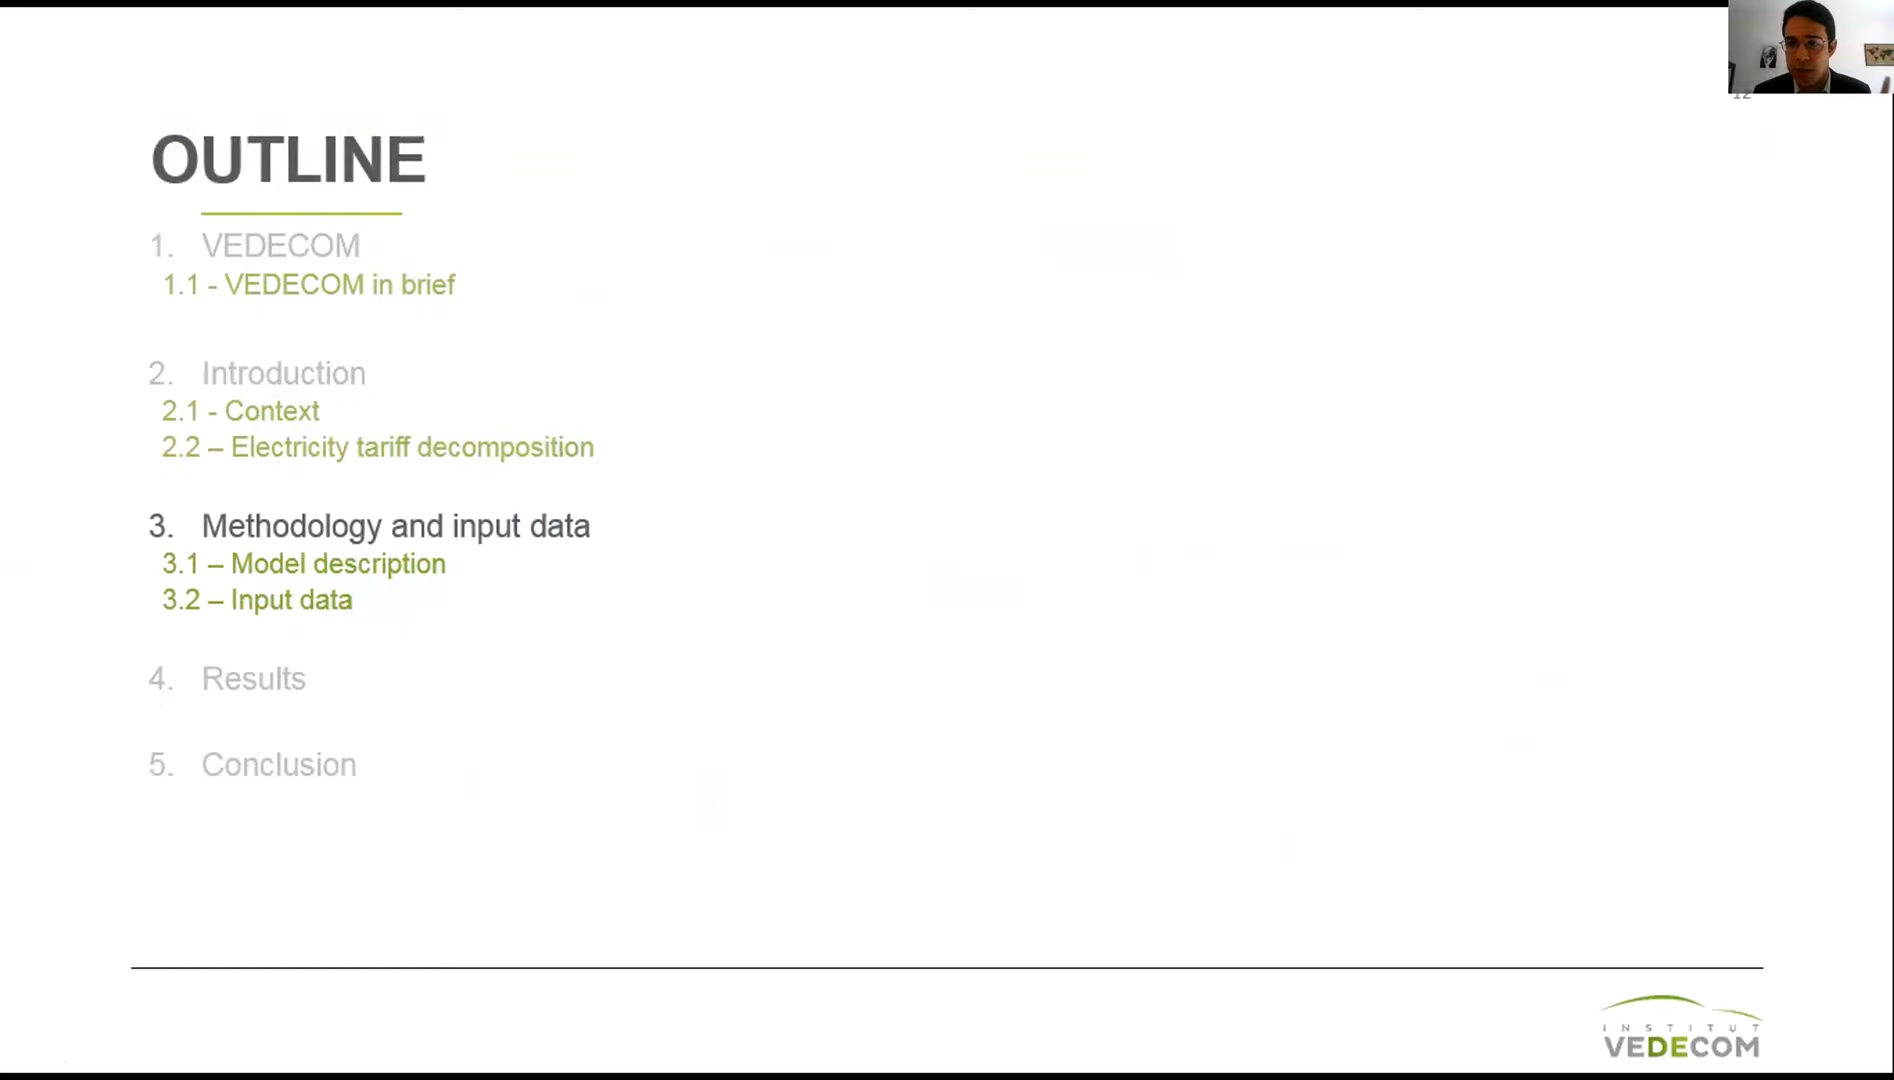 12
OUTLINE
1. VEDECOM
1.1 - VEDECOM in brief
2. Introduction
2.1 - Context
2.2 – Electricity tariff decomposition
3. Methodology and input data
3.1 – Model description
3.2 – Input data
4. Results
5. Conclusion
INSTITUT
VEDECOM